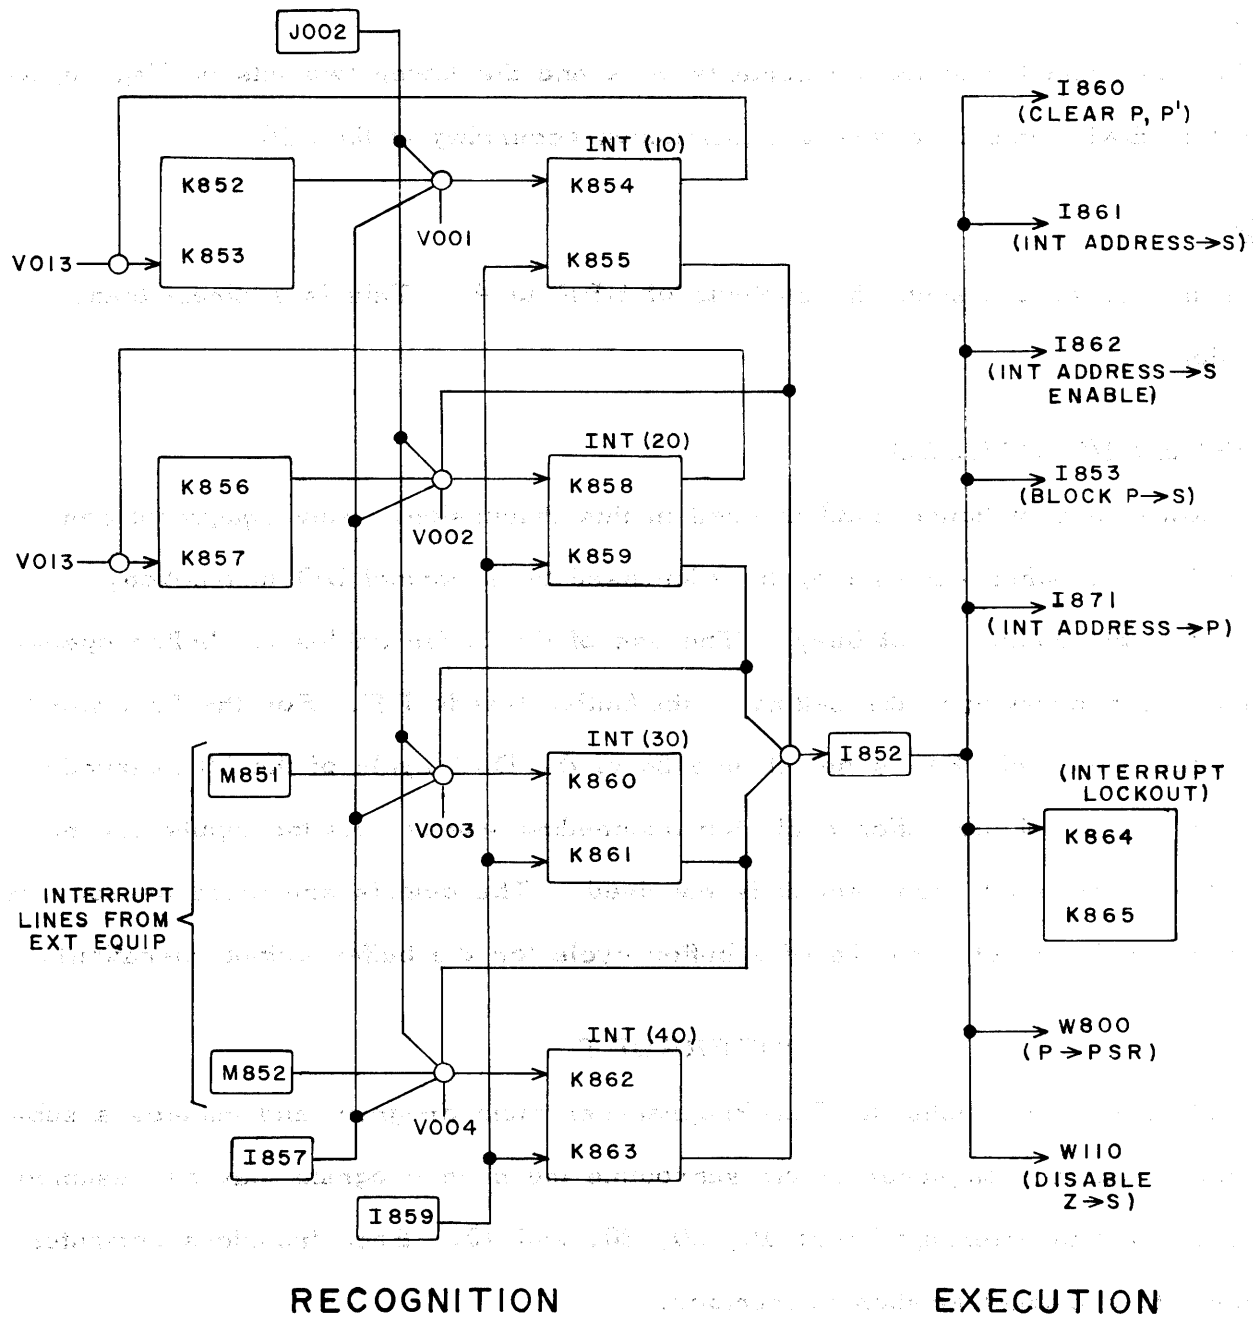 J002
I860
(CLEAR P, P')
INT (10)
K852
K854
I861
V001
(INT ADDRESS→S)
V013
K853
K855
I862
(INT ADDRESS→S
ENABLE)
INT (20)
K856
K858
I853
(BLOCK P→S)
V002
V013
K857
K859
I871
(INT ADDRESS→P)
INT (30)
I852
M851
K860
(INTERRUPT
LOCKOUT)
V003
K864
K861
INTERRUPT
LINES FROM
EXT EQUIP
K865
INT (40)
W800
(P→PSR)
M852
K862
V004
I857
K863
W110
(DISABLE
Z→S)
I859
RECOGNITION
EXECUTION